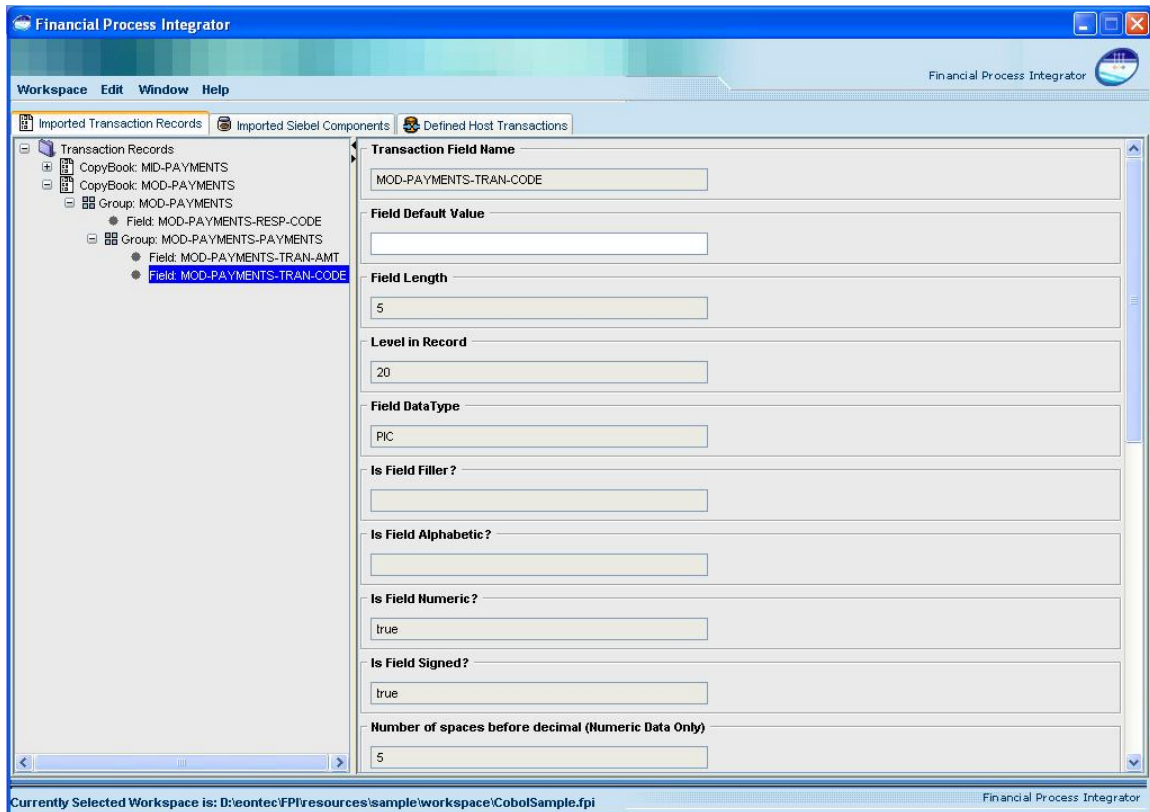 Financial Process Integrator
Financial Process Integrator
Workspace Edit Window Help
Imported Transaction Records Imported Siebel Components Defined Host Transactions
Transaction Records
CopyBook: MID-PAYMENTS
CopyBook: MOD-PAYMENTS
Group: MOD-PAYMENTS
Field: MOD-PAYMENTS-RESP-CODE
Group: MOD-PAYMENTS-PAYMENTS
Field: MOD-PAYMENTS-TRAN-AMT
Field: MOD-PAYMENTS-TRAN-CODE
Transaction Field Name
MOD-PAYMENTS-TRAN-CODE
Field Default Value
Field Length
5
Level in Record
20
Field DataType
PIC
Is Field Filler?
Is Field Alphabetic?
Is Field Numeric?
true
Is Field Signed?
true
Number of spaces before decimal (Numeric Data Only)
5
Currently Selected Workspace is: D:\eontec\FPI\resources\sample\workspace\CobolSample.fpi
Financial Process Integrator